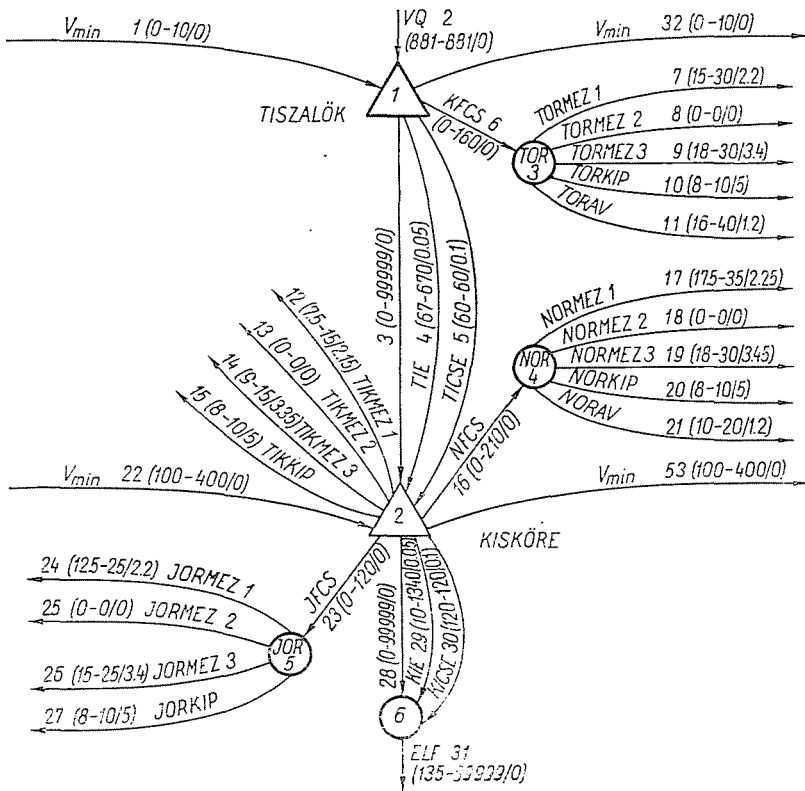 Vmin 1 (0-10/0)
VQ 2
(881-881/0)
Vmin 32 (0-10/0)
1
TISZALÖK
KFCS 6
(0-160/0)
TOR
3
TORMEZ 1 7 (15-30/2.2)
TORMEZ 2 8 (0-0/0)
TORMEZ 3 9 (18-30/3.4)
TORKIP 10 (8-10/5)
TORAV 11 (16-40/1.2)
3 (0-99999/0)
TIE 4 (67-670/0.05)
TICSE 5 (60-60/0.1)
12 (7.5-15/2.15) TIKMEZ 1
13 (0-0/0) TIKMEZ 2
14 (9-15/3.35) TIKMEZ 3
15 (8-10/5) TIKKIP
NFCS
16 (0-210/0)
NOR
4
NORMEZ 1 17 (17.5-35/2.25)
NORMEZ 2 18 (0-0/0)
NORMEZ 3 19 (18-30/3.45)
NORKIP 20 (8-10/5)
NORAV 21 (10-20/1.2)
Vmin 22 (100-400/0)
2
KISKÖRE
Vmin 53 (100-400/0)
JFCS
23 (0-120/0)
JOR
5
24 (12.5-25/2.2) JORMEZ 1
25 (0-0/0) JORMEZ 2
26 (15-25/3.4) JORMEZ 3
27 (8-10/5) JORKIP
28 (0-99999/0)
KIE 29 (10-1340/0.05)
KICSE 30 (120-120/0.1)
6
ELF 31
(135-99999/0)